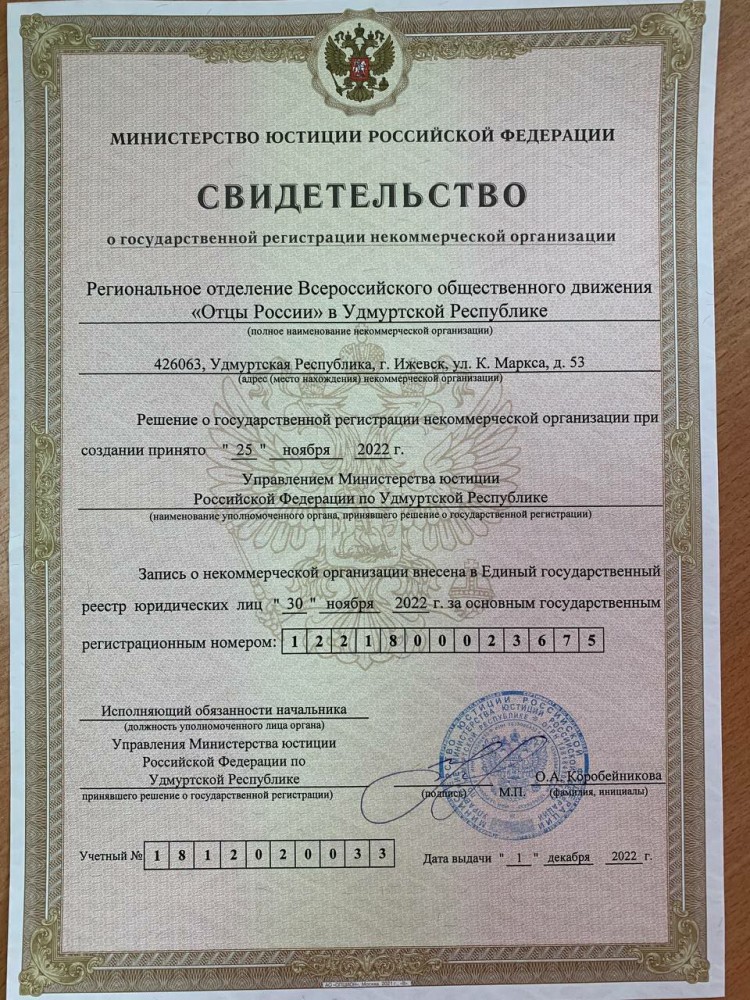 МИНИСТЕРСТВО ЮСТИЦИИ РОССИЙСКОЙ ФЕДЕРАЦИИ
СВИДЕТЕЛЬСТВО
о государственной регистрации некоммерческой организации
Региональное отделение Всероссийского общественного движения
«Отцы России» в Удмуртской Республике
(полное наименование некоммерческой организации)
426063, Удмуртская Республика, г. Ижевск, ул. К. Маркса, д. 53
(адрес (место нахождения) некоммерческой организации)
Решение о государственной регистрации некоммерческой организации при
создании принято " 25 " ноября 2022 г.
Управлением Министерства юстиции
Российской Федерации по Удмуртской Республике
(наименование уполномоченного органа, принявшего решение о государственной регистрации)
Запись о некоммерческой организации внесена в Единый государственный
реестр юридических лиц " 30 " ноября 2022 г. за основным государственным
регистрационным номером: 1 2 2 1 8 0 0 0 2 3 6 7 5
Исполняющий обязанности начальника
(должность уполномоченного лица органа)
Управления Министерства юстиции
Российской Федерации по
Удмуртской Республике О.А. Коробейникова
принявшего решение о государственной регистрации) (подпись) М.П. (фамилия, инициалы)
Учетный № 1 8 1 2 0 2 0 0 3 3 Дата выдачи " 1 " декабря 2022 г.